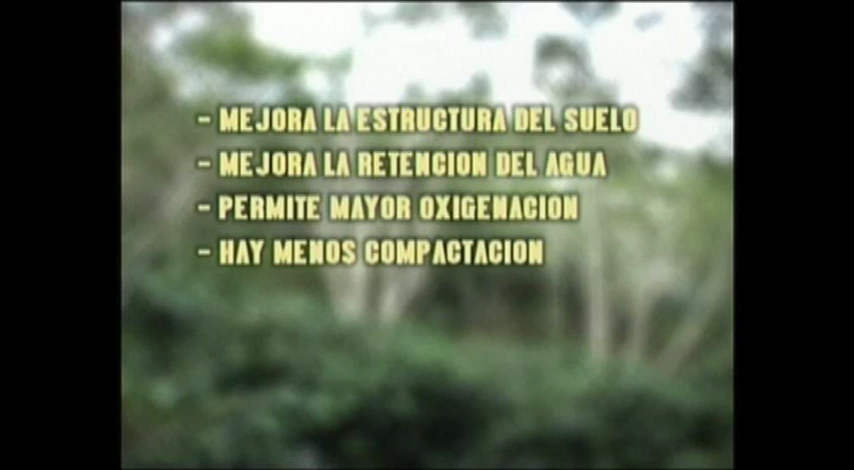 - MEJORA LA ESTRUCTURA DEL SUELO
- MEJORA LA RETENCION DEL AGUA
- PERMITE MAYOR OXIGENACION
- HAY MENOS COMPACTACION